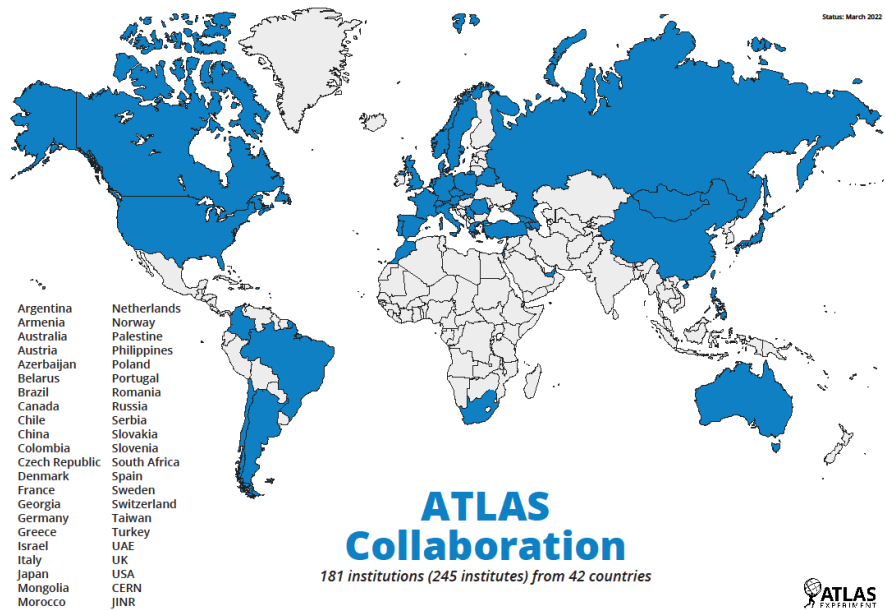 Status: March 2022
Argentina
Armenia
Australia
Austria
Azerbaijan
Belarus
Brazil
Canada
Chile
China
Colombia
Czech Republic
Denmark
France
Georgia
Germany
Greece
Israel
Italy
Japan
Mongolia
Morocco
Netherlands
Norway
Palestine
Philippines
Poland
Portugal
Romania
Russia
Serbia
Slovakia
Slovenia
South Africa
Spain
Sweden
Switzerland
Taiwan
Turkey
UAE
UK
USA
CERN
JINR
ATLAS
Collaboration
181 institutions (245 institutes) from 42 countries
ATLAS
EXPERIMENT